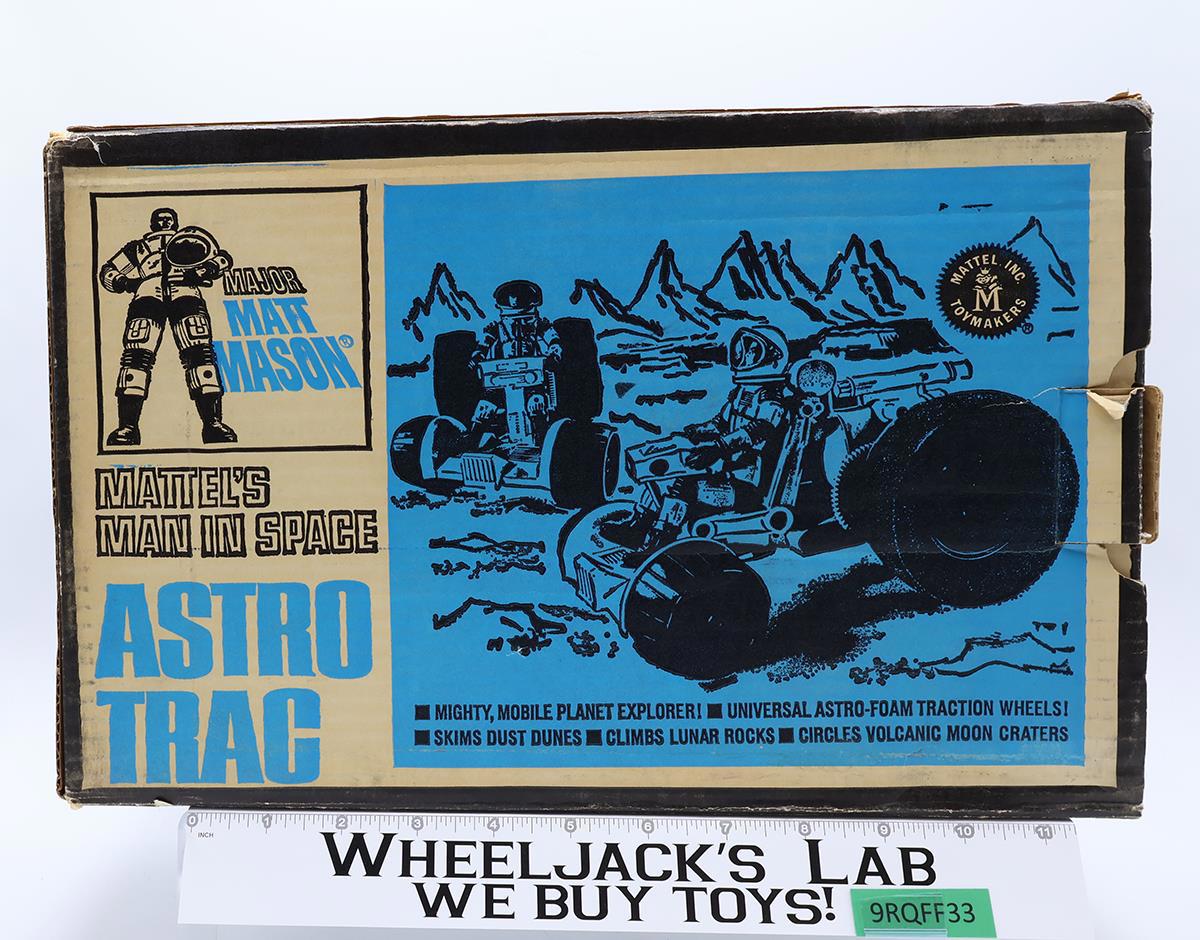 MAJOR
MATT
MASON®
MATTEL'S
MAN IN SPACE
ASTRO
TRAC
MATTEL, INC.
M
TOYMAKERS
®
■ MIGHTY, MOBILE PLANET EXPLORER! ■ UNIVERSAL ASTRO-FOAM TRACTION WHEELS!
■ SKIMS DUST DUNES ■ CLIMBS LUNAR ROCKS ■ CIRCLES VOLCANIC MOON CRATERS
0 1 2 3 4 5 6 7 8 9 10 11
INCH
WHEELJACK'S LAB
WE BUY TOYS!
9RQFF33